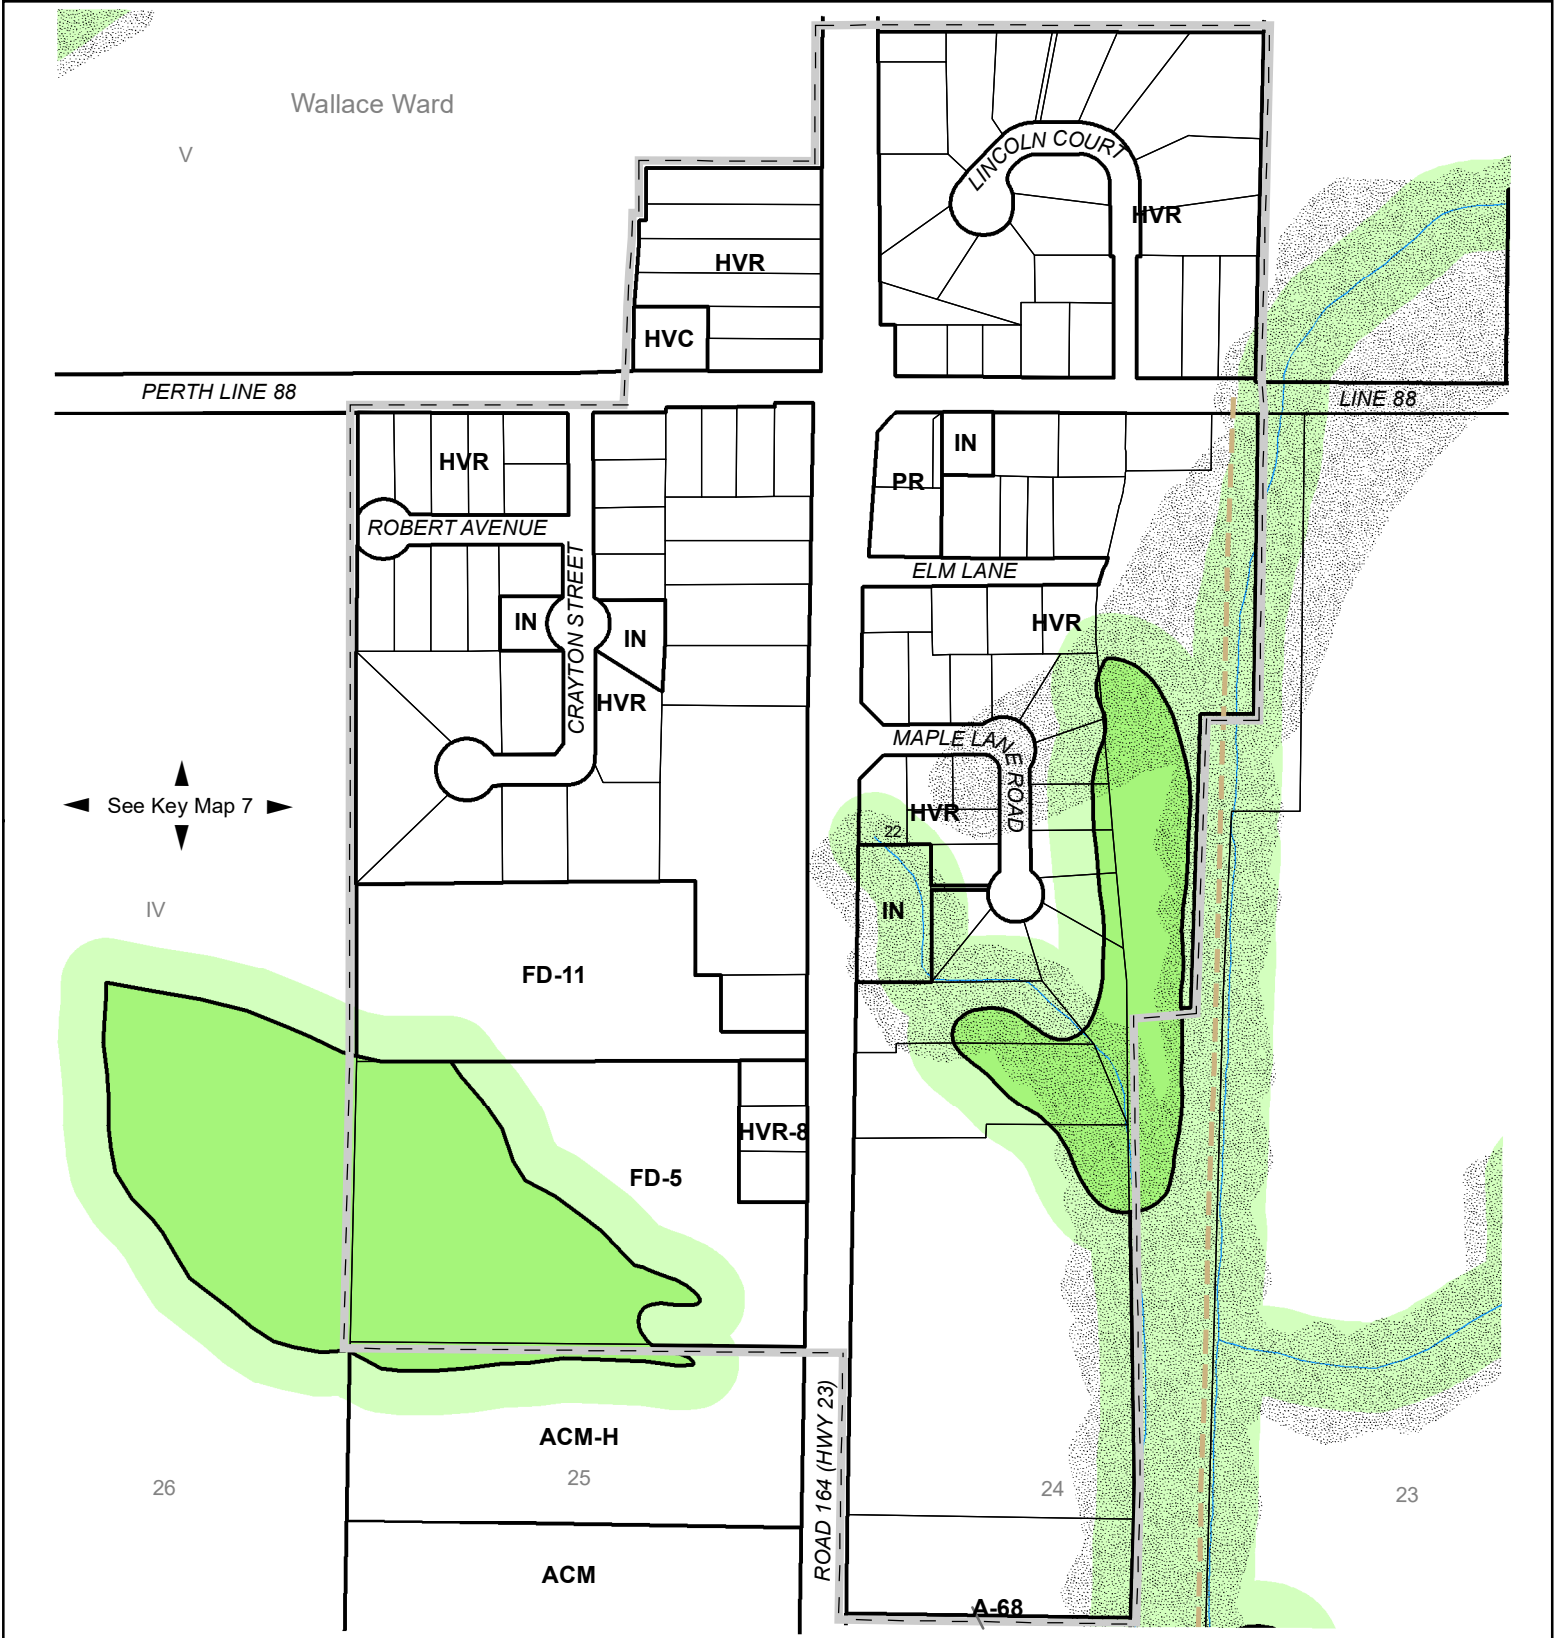 Wallace Ward
V
LINCOLN COURT
HVR
HVR
HVC
PERTH LINE 88
LINE 88
HVR
IN
PR
ROBERT AVENUE
ELM LANE
CRAYTON STREET
IN
IN
HVR
HVR
MAPLE LANE ROAD
See Key Map 7
HVR
22
IV
IN
FD-11
HVR-8
FD-5
ACM-H
25
26
24
23
ROAD 164 (HWY 23)
ACM
A-68